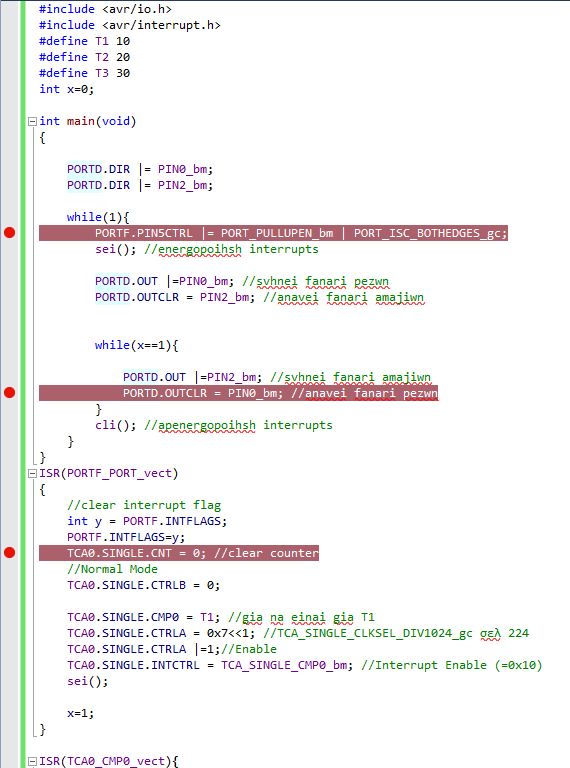 #include <avr/io.h>
#include <avr/interrupt.h>
#define T1 10
#define T2 20
#define T3 30
int x=0;
int main(void)
{
PORTD.DIR |= PIN0_bm;
PORTD.DIR |= PIN2_bm;
while(1){
PORTF.PIN5CTRL |= PORT_PULLUPEN_bm | PORT_ISC_BOTHEDGES_gc;
sei(); //energopoihsh interrupts
PORTD.OUT |=PIN0_bm; //svhnei fanari pezwn
PORTD.OUTCLR = PIN2_bm; //anavei fanari amajiwn
while(x==1){
PORTD.OUT |=PIN2_bm; //svhnei fanari amajiwn
PORTD.OUTCLR = PIN0_bm; //anavei fanari pezwn
}
cli(); //apenergopoihsh interrupts
}
}
ISR(PORTF_PORT_vect)
{
//clear interrupt flag
int y = PORTF.INTFLAGS;
PORTF.INTFLAGS=y;
TCA0.SINGLE.CNT = 0; //clear counter
//Normal Mode
TCA0.SINGLE.CTRLB = 0;
TCA0.SINGLE.CMP0 = T1; //gia na einai gia T1
TCA0.SINGLE.CTRLA = 0x7<<1; //TCA_SINGLE_CLKSEL_DIV1024_gc σελ 224
TCA0.SINGLE.CTRLA |=1;//Enable
TCA0.SINGLE.INTCTRL = TCA_SINGLE_CMP0_bm; //Interrupt Enable (=0x10)
sei();
x=1;
}
ISR(TCA0_CMP0_vect){